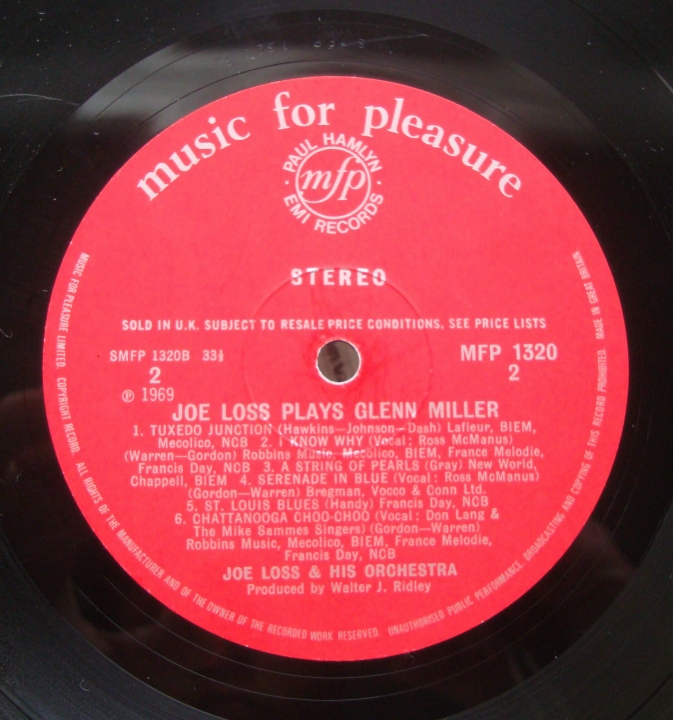 music for pleasure
PAUL HAMLYN
mfp
EMI RECORDS
STEREO
SOLD IN U.K. SUBJECT TO RESALE PRICE CONDITIONS, SEE PRICE LISTS
SMFP 1320B 33⅓
MFP 1320
2
2
℗ 1969
JOE LOSS PLAYS GLENN MILLER
1. TUXEDO JUNCTION (Hawkins—Johnson—Dash) Lafleur, BIEM,
Mecolico, NCB 2. I KNOW WHY (Vocal: Ross McManus)
(Warren—Gordon) Robbins Music, Mecolico, BIEM, France Melodie,
Francis Day, NCB 3. A STRING OF PEARLS (Gray) New World,
Chappell, BIEM 4. SERENADE IN BLUE (Vocal: Ross McManus)
(Gordon—Warren) Bregman, Vocco & Conn Ltd.
5. ST. LOUIS BLUES (Handy) Francis Day, NCB
6. CHATTANOOGA CHOO-CHOO (Vocal: Don Lang &
The Mike Sammes Singers) (Gordon—Warren)
Robbins Music, Mecolico, BIEM, France Melodie,
Francis Day, NCB
JOE LOSS & HIS ORCHESTRA
Produced by Walter J. Ridley
MUSIC FOR PLEASURE LIMITED. COPYRIGHT RECORD. ALL RIGHTS OF THE MANUFACTURER AND OF THE OWNER OF THE RECORDED WORK RESERVED. UNAUTHORISED PUBLIC PERFORMANCE, BROADCASTING AND COPYING OF THIS RECORD PROHIBITED. MADE IN GREAT BRITAIN.